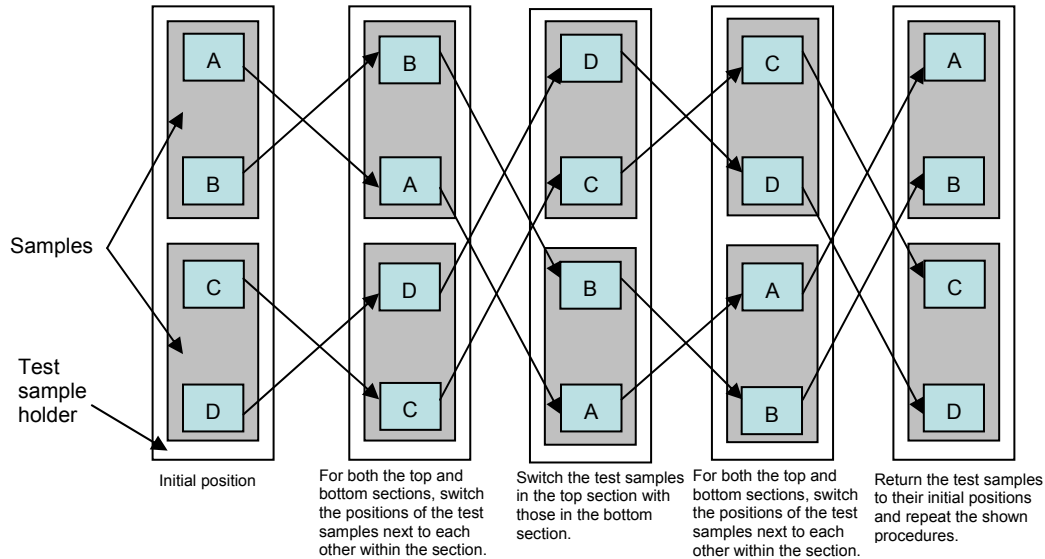 A
B
C
D
B
A
D
C
D
C
B
A
C
D
A
B
A
B
C
D
Samples
Test
sample
holder
Initial position
For both the top and
bottom sections, switch
the positions of the test
samples next to each
other within the section.
Switch the test samples
in the top section with
those in the bottom
section.
For both the top and
bottom sections, switch
the positions of the test
samples next to each
other within the section.
Return the test samples
to their initial positions
and repeat the shown
procedures.